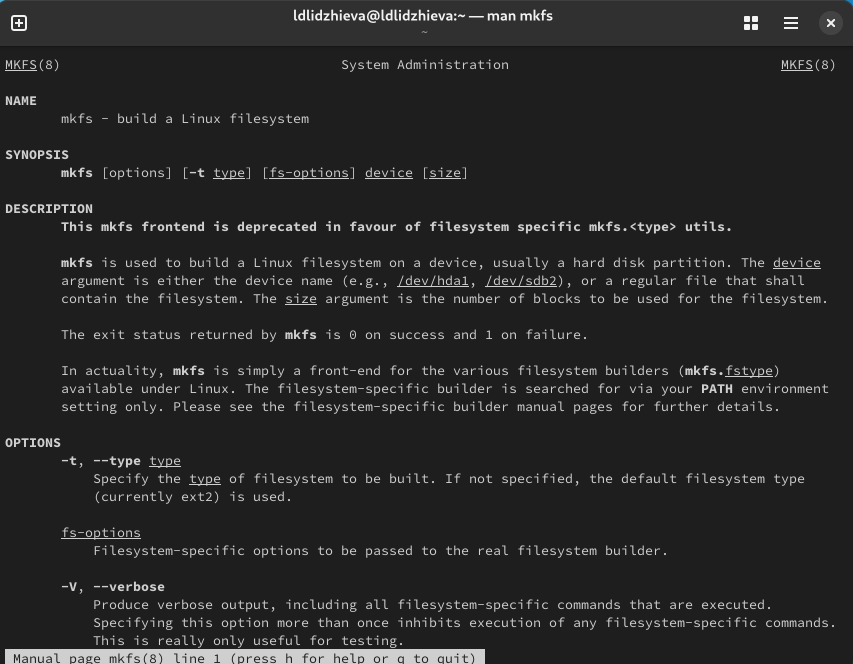 ldlidzhieva@ldlidzhieva:~ — man mkfs
~
MKFS(8) System Administration MKFS(8)
NAME
mkfs - build a Linux filesystem
SYNOPSIS
mkfs [options] [-t type] [fs-options] device [size]
DESCRIPTION
This mkfs frontend is deprecated in favour of filesystem specific mkfs.<type> utils.
mkfs is used to build a Linux filesystem on a device, usually a hard disk partition. The device
argument is either the device name (e.g., /dev/hda1, /dev/sdb2), or a regular file that shall
contain the filesystem. The size argument is the number of blocks to be used for the filesystem.
The exit status returned by mkfs is 0 on success and 1 on failure.
In actuality, mkfs is simply a front-end for the various filesystem builders (mkfs.fstype)
available under Linux. The filesystem-specific builder is searched for via your PATH environment
setting only. Please see the filesystem-specific builder manual pages for further details.
OPTIONS
-t, --type type
Specify the type of filesystem to be built. If not specified, the default filesystem type
(currently ext2) is used.
fs-options
Filesystem-specific options to be passed to the real filesystem builder.
-V, --verbose
Produce verbose output, including all filesystem-specific commands that are executed.
Specifying this option more than once inhibits execution of any filesystem-specific commands.
This is really only useful for testing.
Manual page mkfs(8) line 1 (press h for help or q to quit)